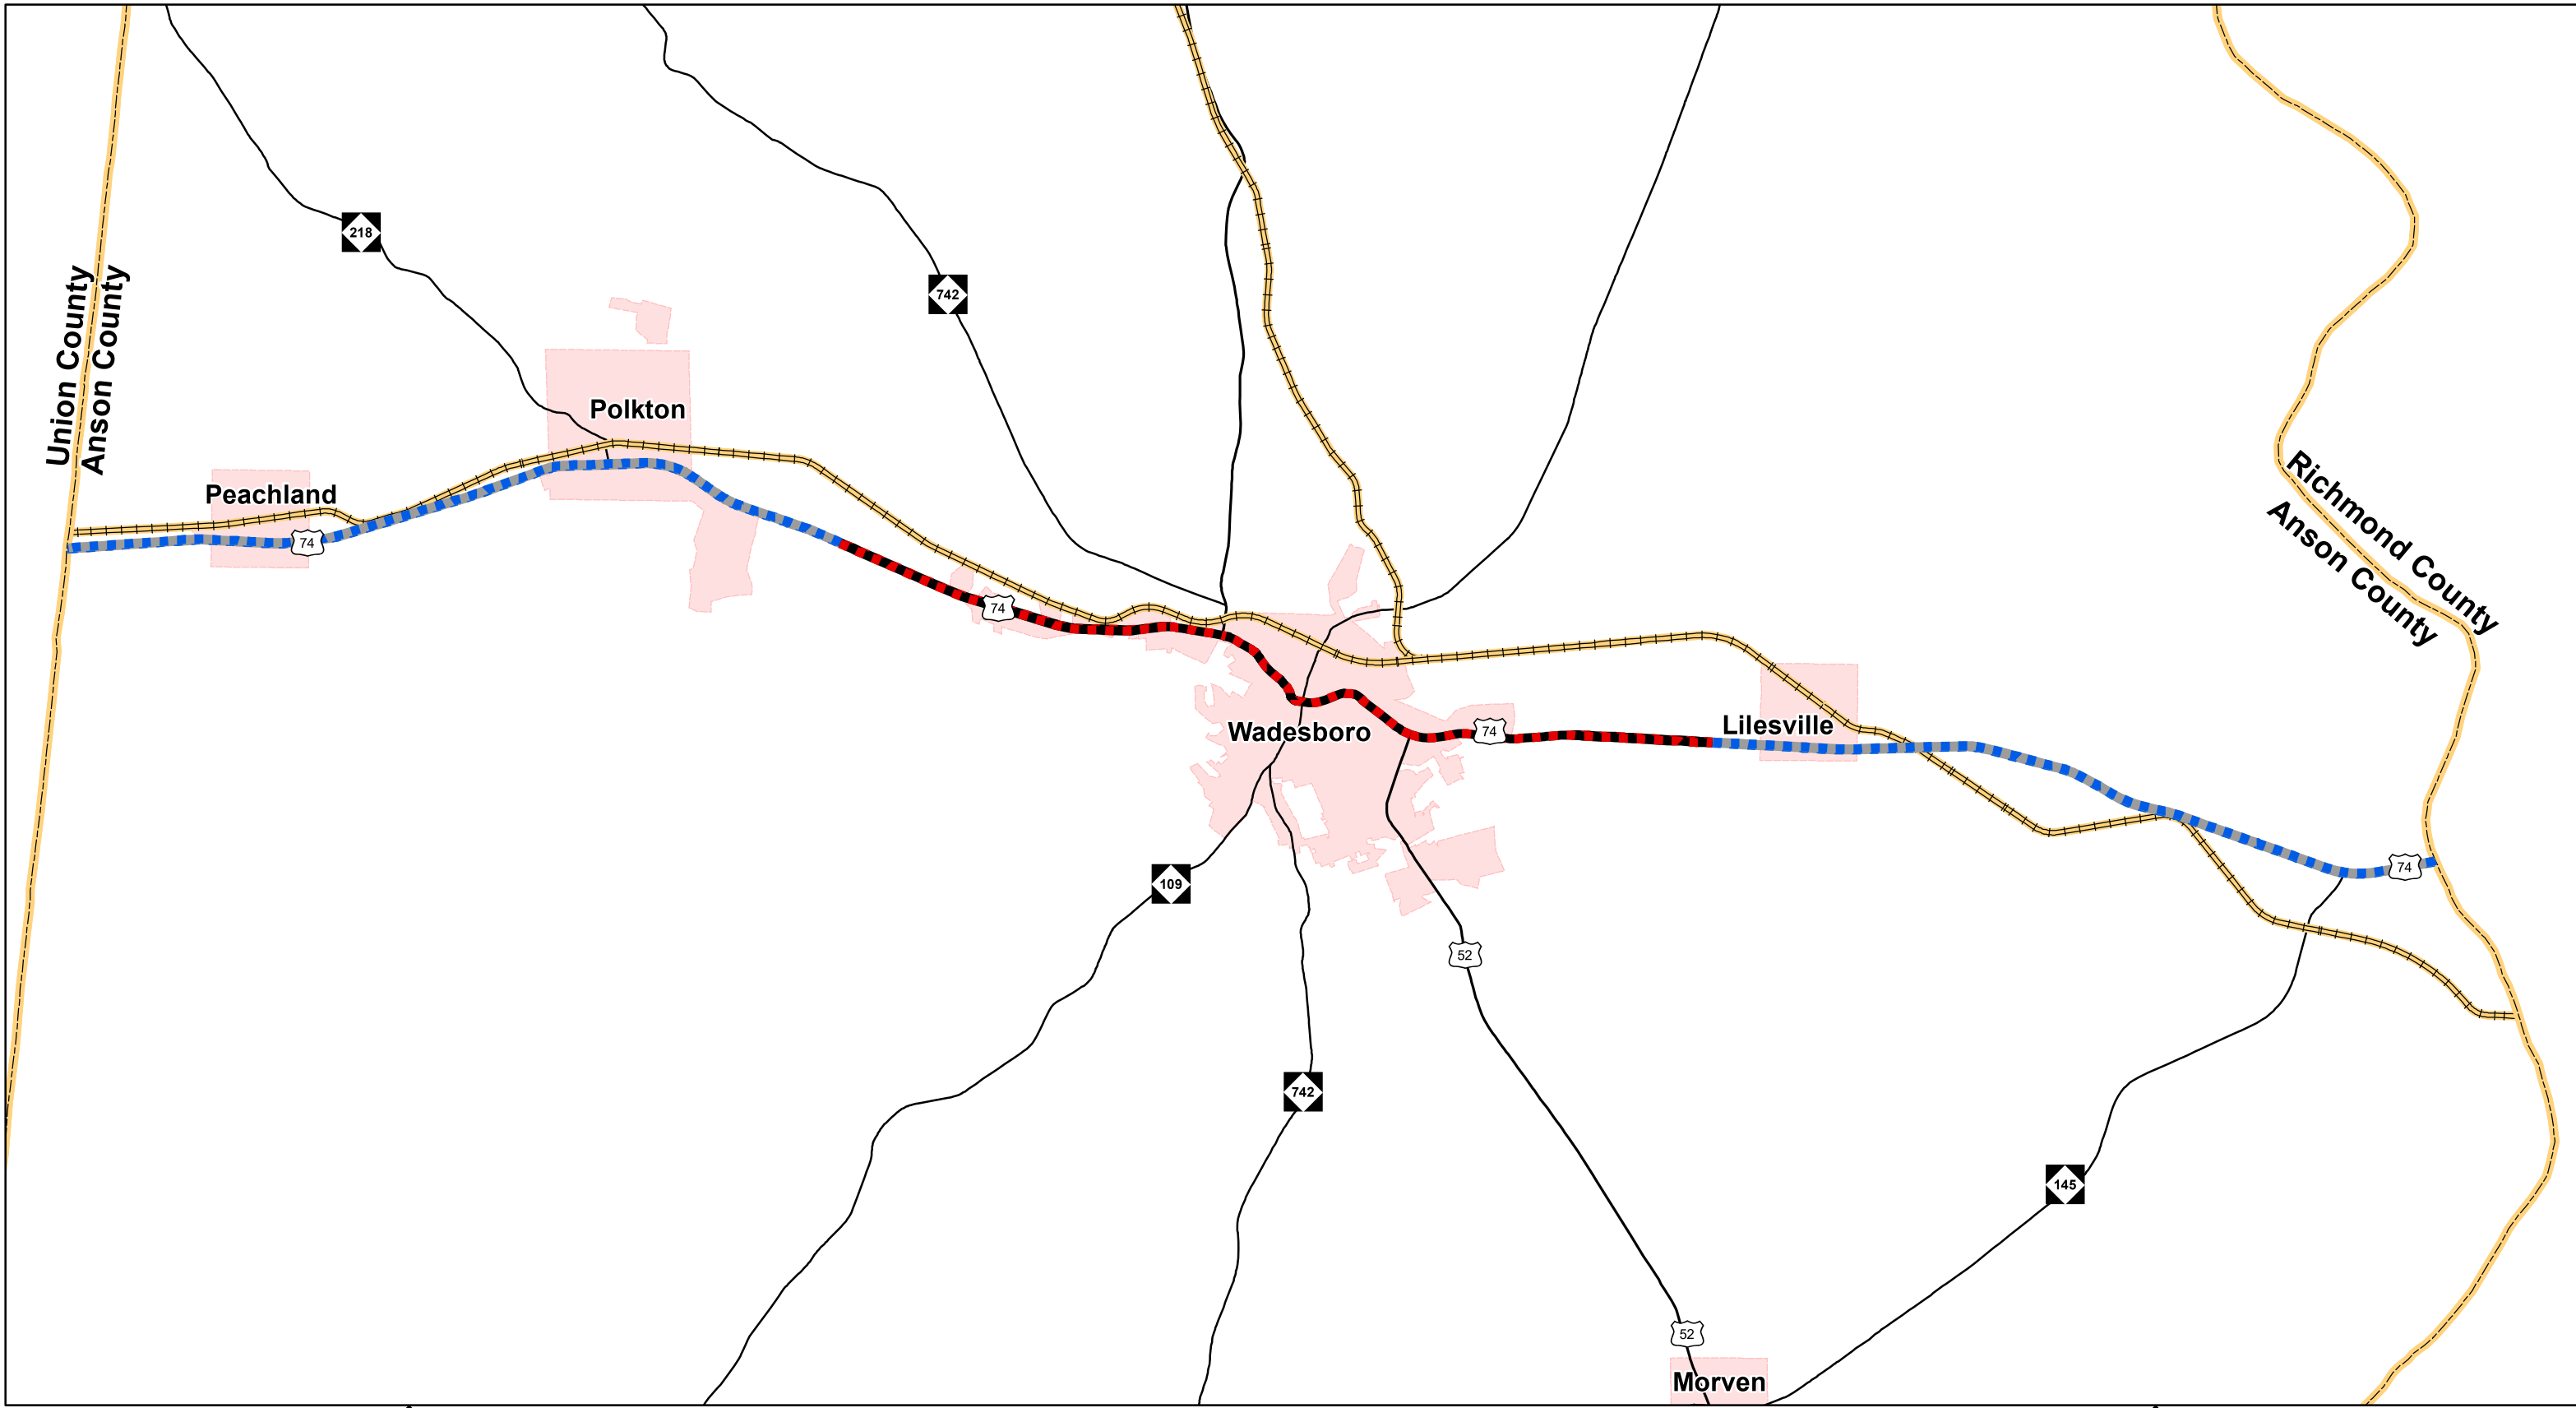 218
742
Union County
Anson County
Polkton
Peachland
74
74
Richmond County
Anson County
Lilesville
Wadesboro
74
74
109
52
742
145
52
Morven